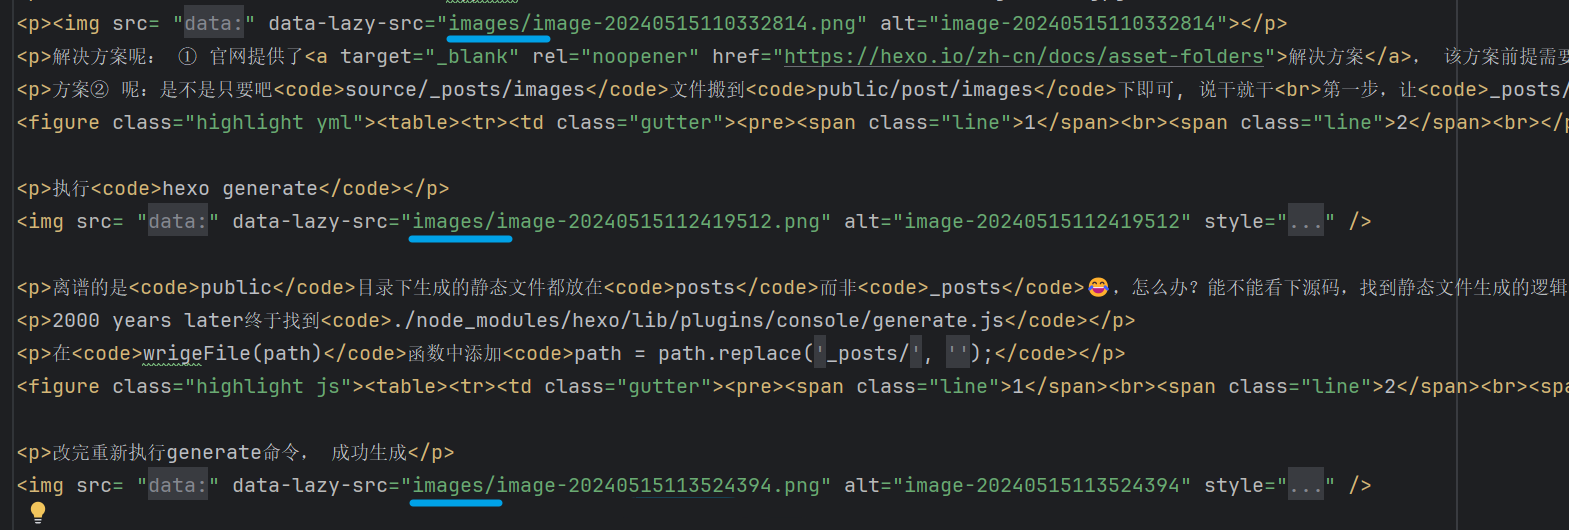 <p><img src= "data:" data-lazy-src="images/image-20240515110332814.png" alt="image-20240515110332814"></p>
<p>解决方案呢： ① 官网提供了<a target="_blank" rel="noopener" href="https://hexo.io/zh-cn/docs/asset-folders">解决方案</a>， 该方案前提需要
<p>方案② 呢：是不是只要吧<code>source/_posts/images</code>文件搬到<code>public/post/images</code>下即可, 说干就干<br>第一步，让<code>_posts/
<figure class="highlight yml"><table><tr><td class="gutter"><pre><span class="line">1</span><br><span class="line">2</span><br></p
<p>执行<code>hexo generate</code></p>
<img src= "data:" data-lazy-src="images/image-20240515112419512.png" alt="image-20240515112419512" style="..." />
<p>离谱的是<code>public</code>目录下生成的静态文件都放在<code>posts</code>而非<code>_posts</code>😂，怎么办？能不能看下源码，找到静态文件生成的逻辑
<p>2000 years later终于找到<code>./node_modules/hexo/lib/plugins/console/generate.js</code></p>
<p>在<code>wrigeFile(path)</code>函数中添加<code>path = path.replace('_posts/', '');</code></p>
<figure class="highlight js"><table><tr><td class="gutter"><pre><span class="line">1</span><br><span class="line">2</span><br><spa
<p>改完重新执行generate命令， 成功生成</p>
<img src= "data:" data-lazy-src="images/image-20240515113524394.png" alt="image-20240515113524394" style="..." />